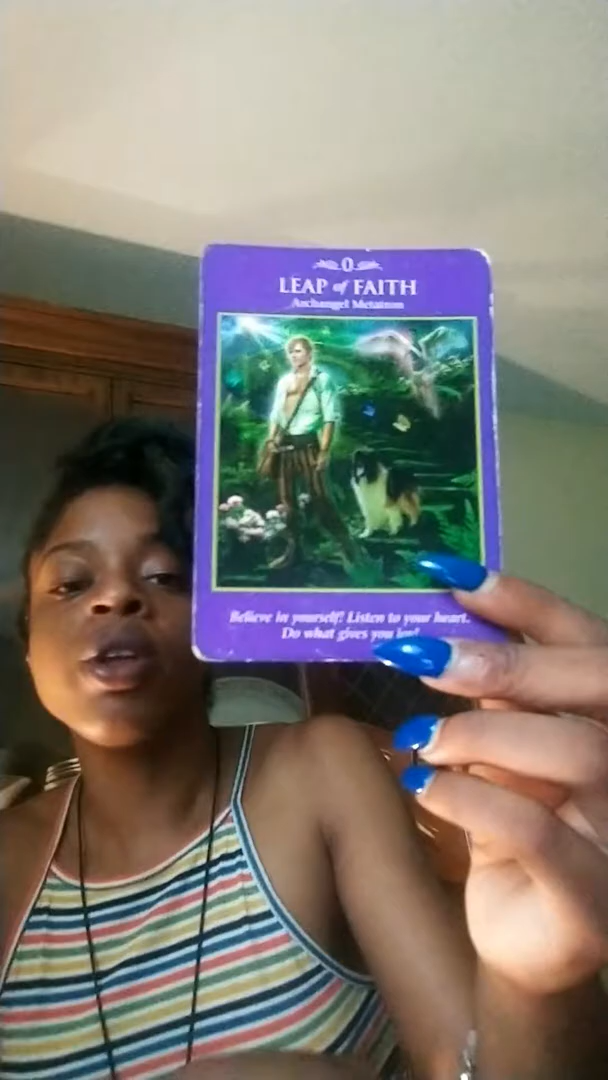 0
LEAP of FAITH
Archangel Metatron
Believe in yourself! Listen to your heart.
Do what gives you joy!